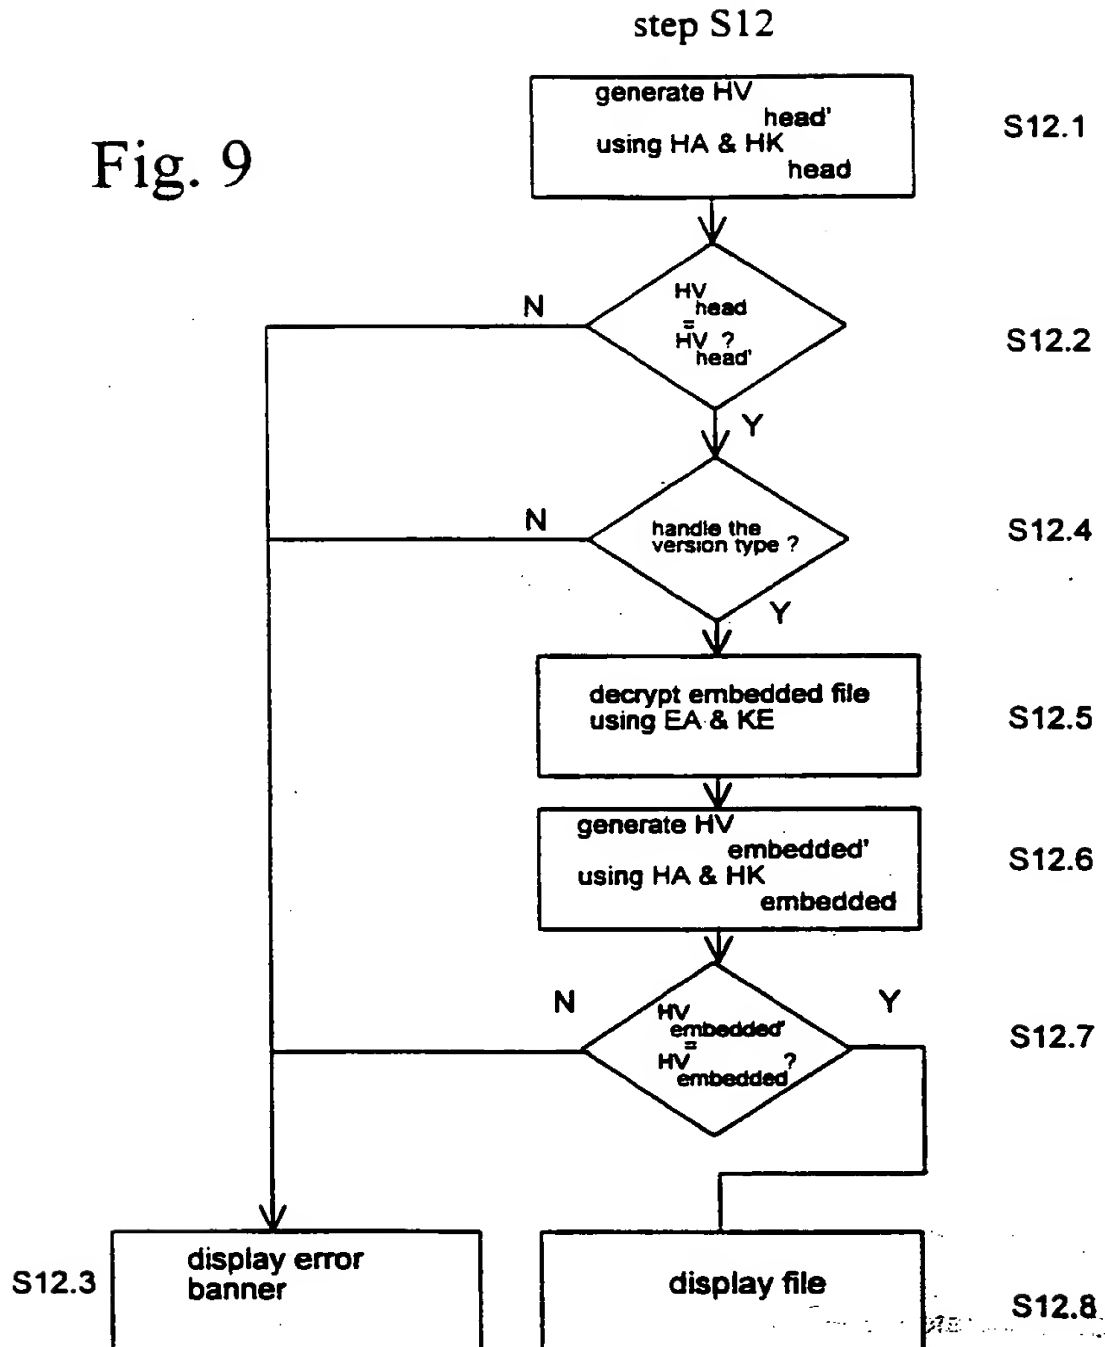 step S12
Fig. 9
generate HV
head'
using HA & HK
head
S12.1
HV
head
=
HV ?
head'
N
S12.2
Y
handle the
version type ?
N
S12.4
Y
decrypt embedded file
using EA & KE
S12.5
generate HV
embedded'
using HA & HK
embedded
S12.6
N
Y
HV
embedded'
=
HV ?
embedded
S12.7
S12.3
display error
banner
display file
S12.8